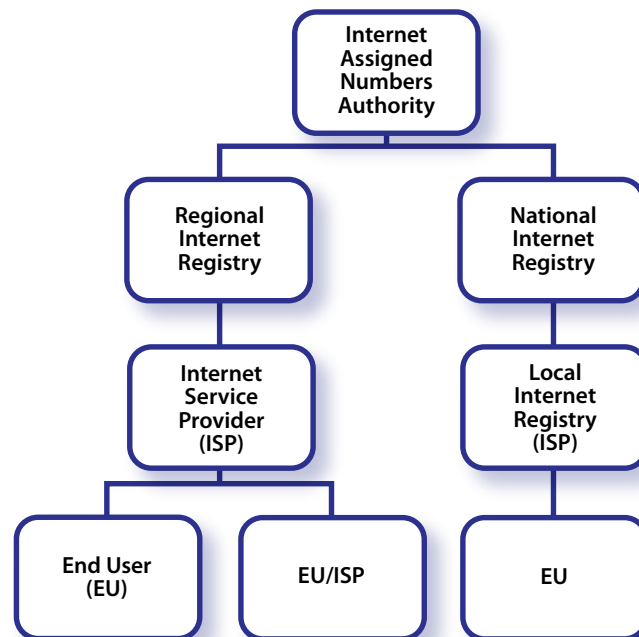 Internet
Assigned
Numbers
Authority
Regional
Internet
Registry
National
Internet
Registry
Internet
Service
Provider
(ISP)
Local
Internet
Registry
(ISP)
End User
(EU)
EU/ISP
EU